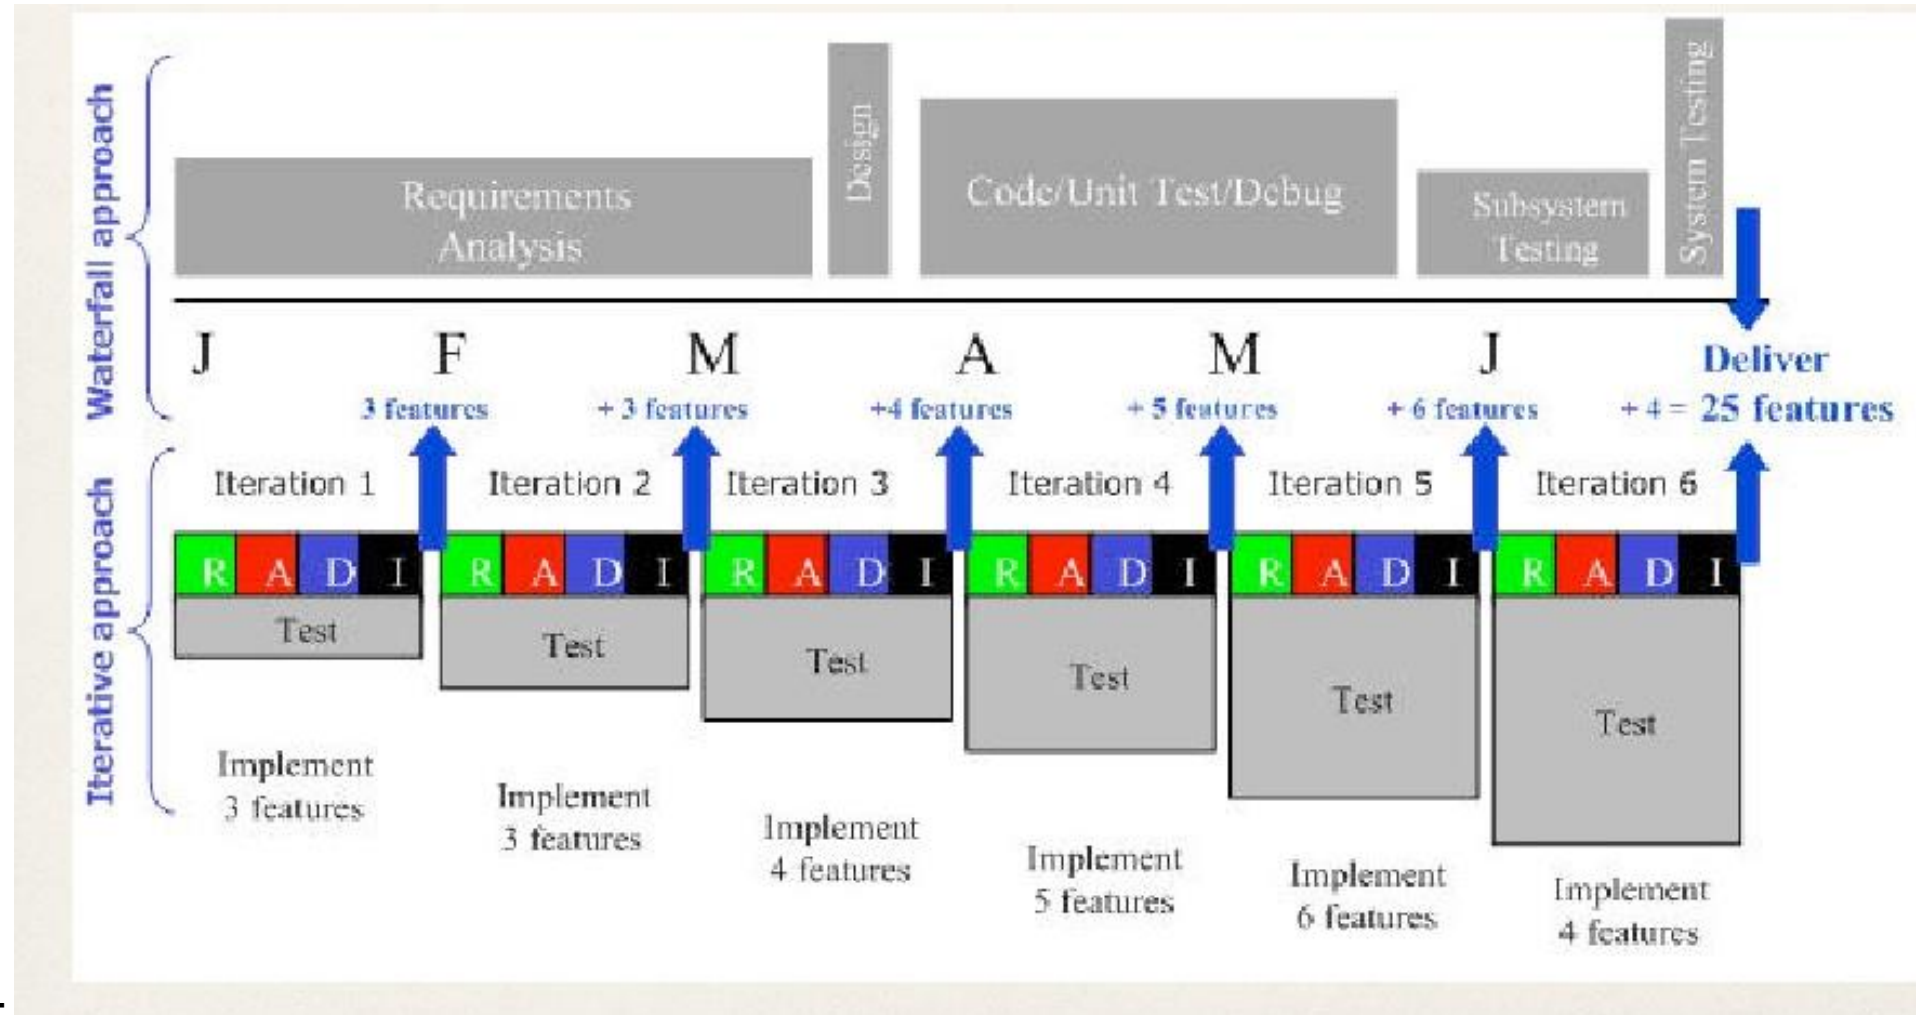 Waterfall approach
Requirements
Analysis
Design
Code/Unit Test/Debug
Subsystem
Testing
System Testing
J F M A M J
Deliver
3 features + 3 features +4 features + 5 features + 6 features + 4 = 25 features
Iterative approach
Iteration 1 Iteration 2 Iteration 3 Iteration 4 Iteration 5 Iteration 6
R A D I R A D I R A D I R A D I R A D I R A D I
Test Test Test Test Test Test
Implement
3 features
Implement
3 features
Implement
4 features
Implement
5 features
Implement
6 features
Implement
4 features